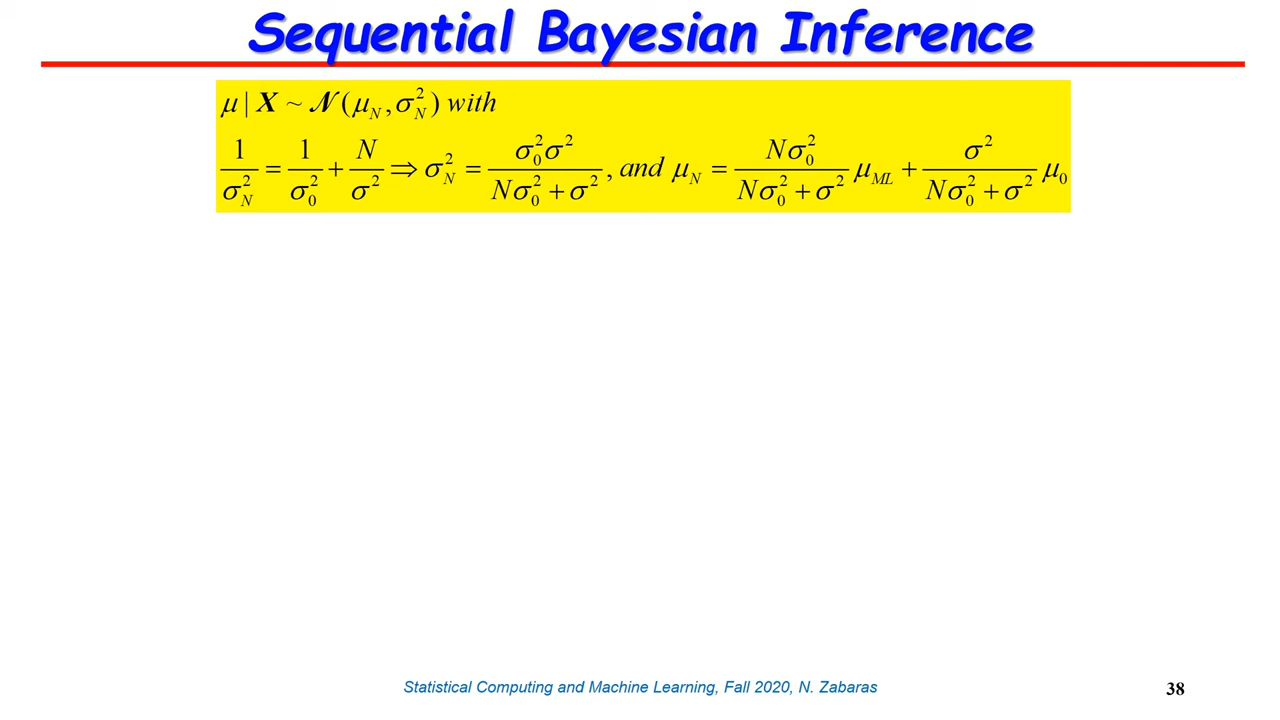 Sequential Bayesian Inference
μ | X ~ 𝒩 (μ_N , σ_N^2 ) with
1/σ_N^2 = 1/σ_0^2 + N/σ^2 ⇒ σ_N^2 = σ_0^2 σ^2 / (Nσ_0^2 + σ^2) , and μ_N = Nσ_0^2 / (Nσ_0^2 + σ^2) μ_ML + σ^2 / (Nσ_0^2 + σ^2) μ_0
Statistical Computing and Machine Learning, Fall 2020, N. Zabaras
38